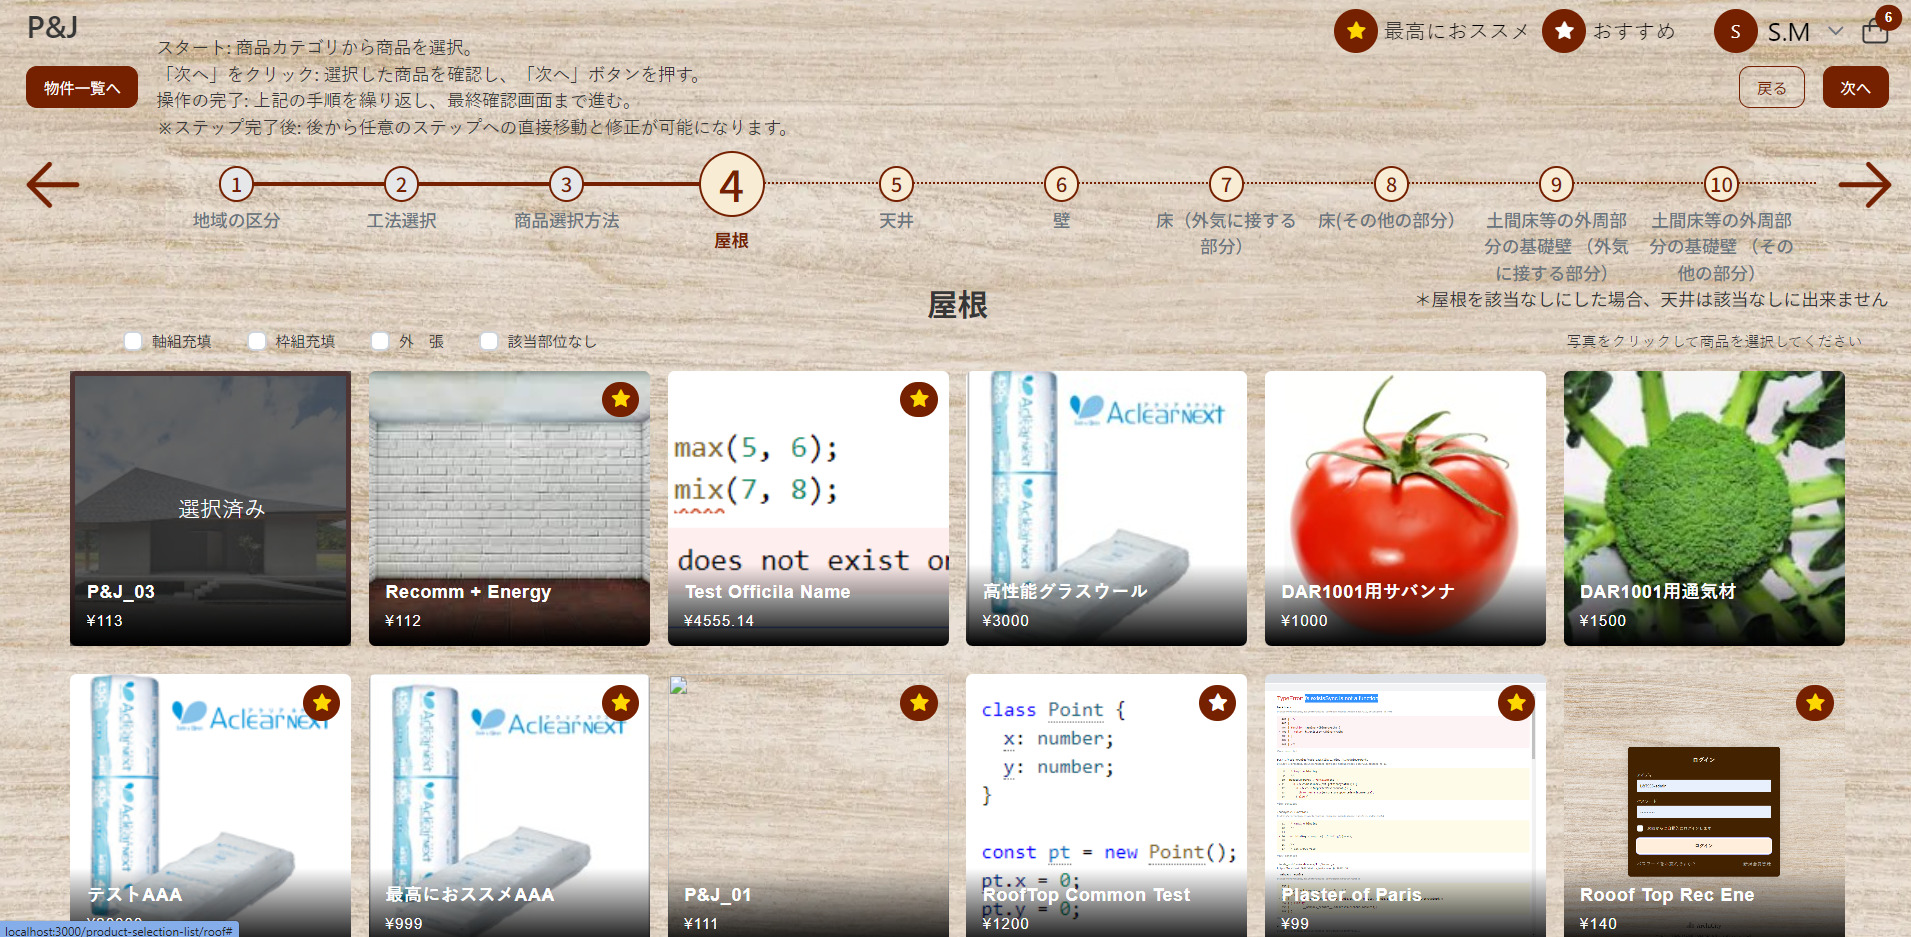 P&J
最高におススメ
おすすめ
S
S.M
6
スタート: 商品カテゴリから商品を選択。
「次へ」をクリック: 選択した商品を確認し、「次へ」ボタンを押す。
操作の完了: 上記の手順を繰り返し、最終確認画面まで進む。
※ステップ完了後: 後から任意のステップへの直接移動と修正が可能になります。
物件一覧へ
戻る
次へ
1
2
3
4
5
6
7
8
9
10
地域の区分
工法選択
商品選択方法
屋根
天井
壁
床（外気に接する
部分）
床(その他の部分）
土間床等の外周部
分の基礎壁 （外気
に接する部分）
土間床等の外周部
分の基礎壁 （その
他の部分）
屋根
＊屋根を該当なしにした場合、天井は該当なしに出来ません
軸組充填
枠組充填
外　張
該当部位なし
写真をクリックして商品を選択してください
選択済み
P&J_03
¥113
Recomm + Energy
¥112
max(5, 6);
mix(7, 8);
does not exist o
Test Officila Name
¥4555.14
AclearNEXT
高性能グラスウール
¥3000
DAR1001用サバンナ
¥1000
DAR1001用通気材
¥1500
AclearNEXT
テストAAA
AclearNEXT
最高におススメAAA
¥999
P&J_01
¥111
class Point {
x: number;
y: number;
}
const pt = new Point();
pt.x = 0;
pt.y = 0;
RoofTop Common Test
¥1200
TypeError: fs.existsSync is not a function
Plaster of Paris
¥99
ログイン
ログイン
Rooof Top Rec Ene
¥140
localhost:3000/product-selection-list/roof#